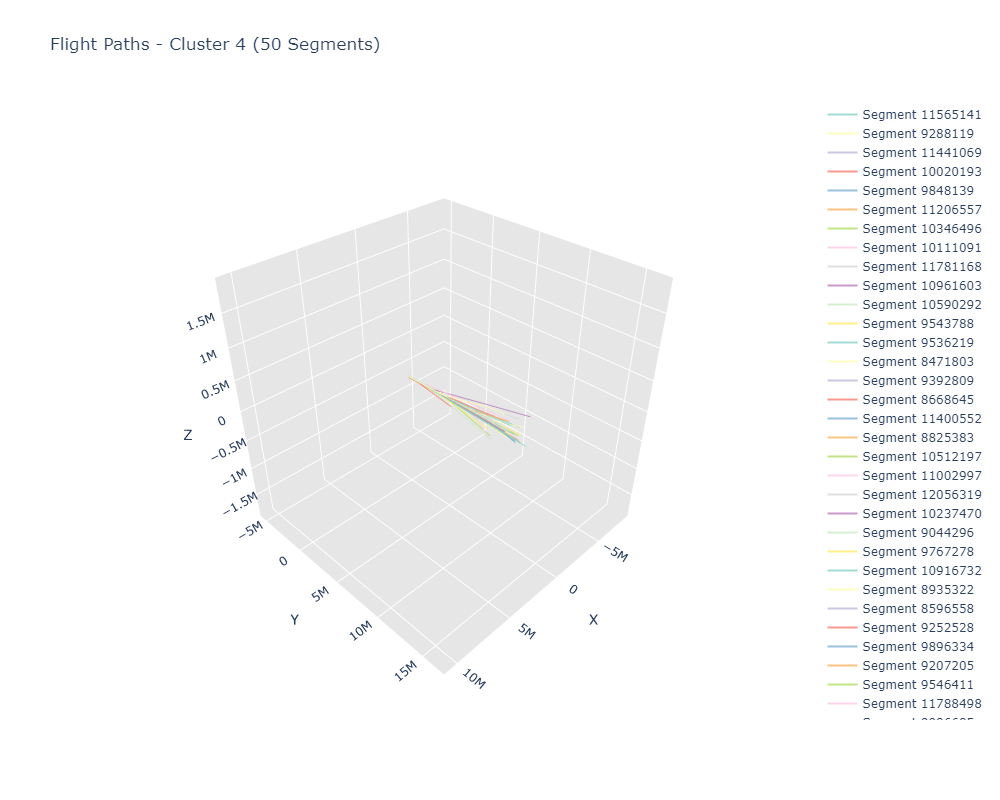 Flight Paths - Cluster 4 (50 Segments)
Segment 11565141
Segment 9288119
Segment 11441069
Segment 10020193
Segment 9848139
Segment 11206557
Segment 10346496
Segment 10111091
Segment 11781168
Segment 10961603
Segment 10590292
Segment 9543788
Segment 9536219
Segment 8471803
Segment 9392809
Segment 8668645
Segment 11400552
Segment 8825383
Segment 10512197
Segment 11002997
Segment 12056319
Segment 10237470
Segment 9044296
Segment 9767278
Segment 10916732
Segment 8935322
Segment 8596558
Segment 9252528
Segment 9896334
Segment 9207205
Segment 9546411
Segment 11788498
1.5M
1M
0.5M
0
−0.5M
−1M
−1.5M
Z
−5M
0
5M
10M
15M
Y
−5M
0
5M
10M
X